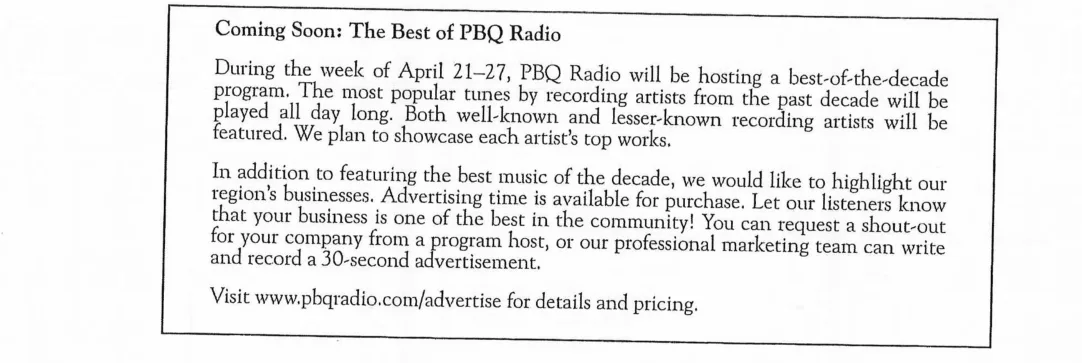 Coming Soon: The Best of PBQ Radio
During the week of April 21–27, PBQ Radio will be hosting a best-of-the-decade
program. The most popular tunes by recording artists from the past decade will be
played all day long. Both well-known and lesser-known recording artists will be
featured. We plan to showcase each artist's top works.
In addition to featuring the best music of the decade, we would like to highlight our
region's businesses. Advertising time is available for purchase. Let our listeners know
that your business is one of the best in the community! You can request a shout-out
for your company from a program host, or our professional marketing team can write
and record a 30-second advertisement.
Visit www.pbqradio.com/advertise for details and pricing.